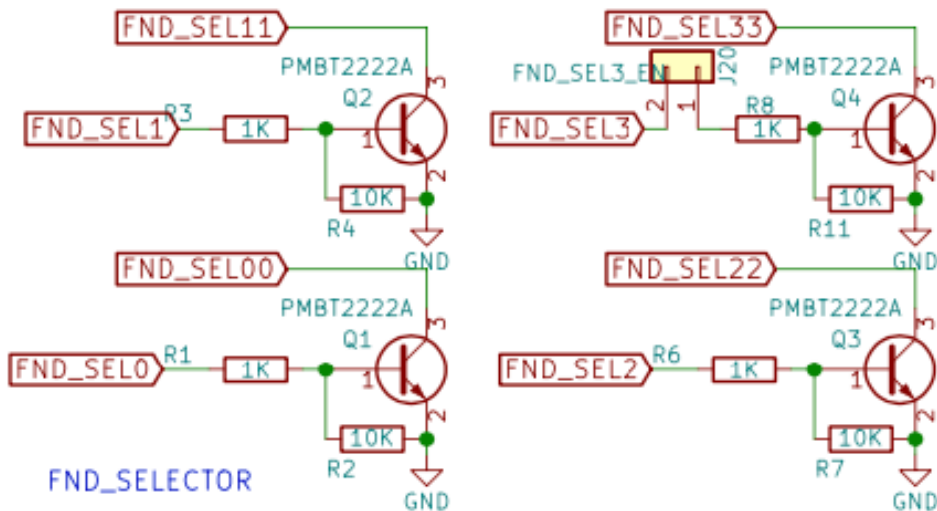 FND_SEL11
PMBT2222A
3
Q2
R3
FND_SEL1
1K
1
2
10K
R4
GND
FND_SEL33
FND_SEL3_EN
J20
PMBT2222A
3
Q4
2
1
R8
FND_SEL3
1K
1
2
10K
R11
GND
FND_SEL00
PMBT2222A
3
Q1
R1
FND_SEL0
1K
1
2
10K
R2
GND
FND_SELECTOR
FND_SEL22
PMBT2222A
3
Q3
R6
FND_SEL2
1K
1
2
10K
R7
GND